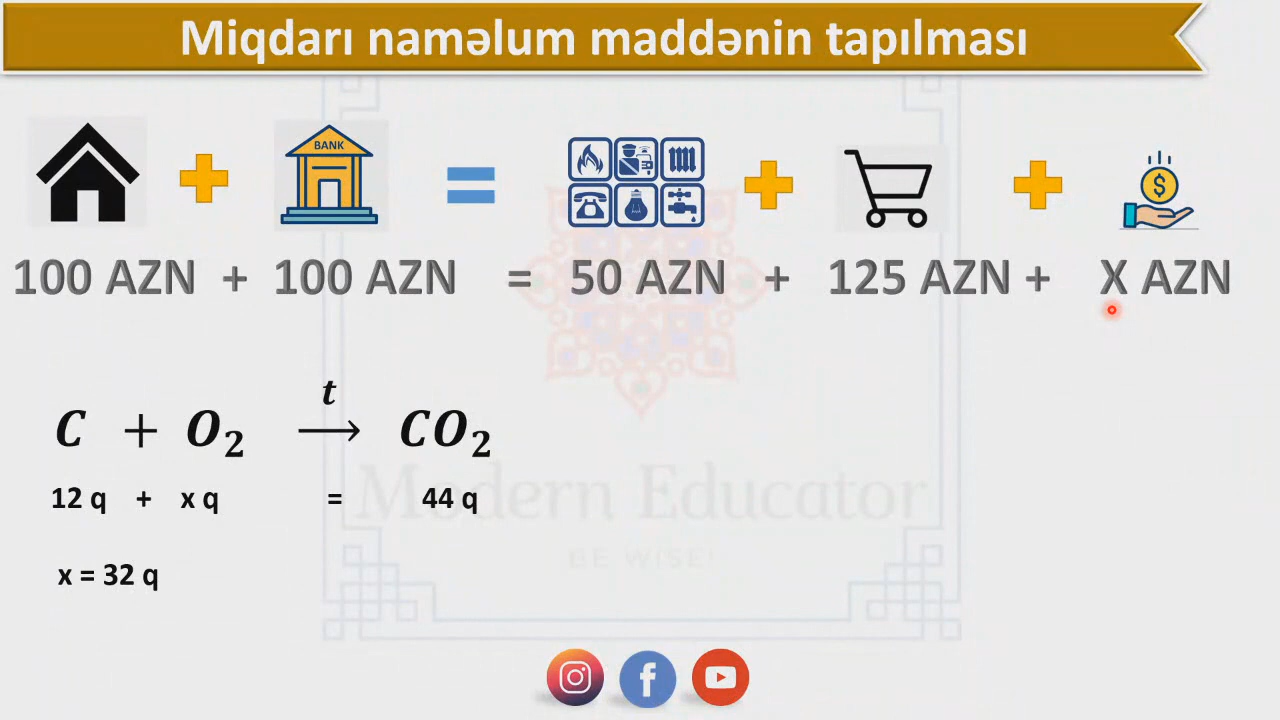 Miqdarı naməlum maddənin tapılması
BANK
100 AZN + 100 AZN = 50 AZN + 125 AZN + X AZN
t
C + O₂ ⟶ CO₂
12 q + x q = 44 q
Modern Educator
BE WISE!
x = 32 q